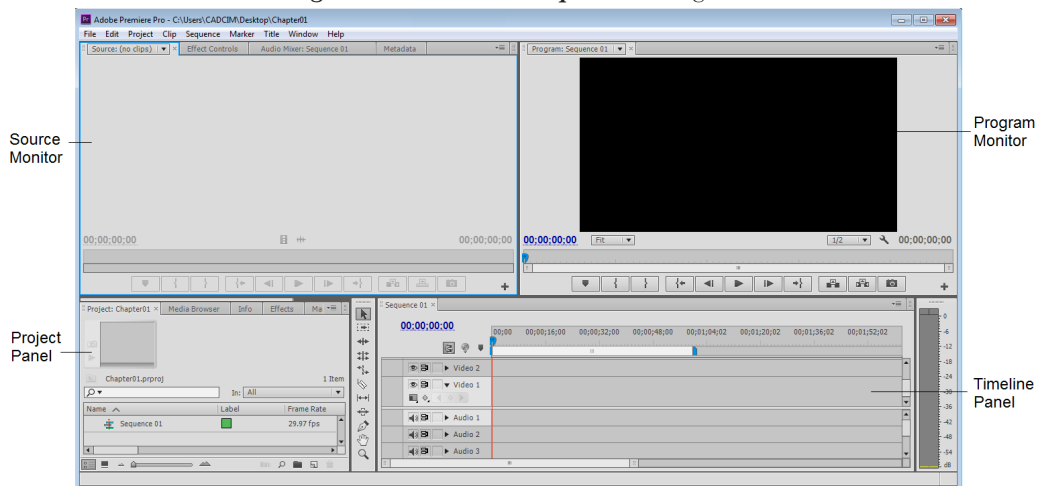 Adobe Premiere Pro - C:\Users\CADCIM\Desktop\Chapter01
File Edit Project Clip Sequence Marker Title Window Help
Source: (no clips) Effect Controls Audio Mixer: Sequence 01 Metadata
Program: Sequence 01
Source
Monitor
Program
Monitor
00;00;00;00 00;00;00;00
00;00;00;00 Fit 1/2 00;00;00;00
Project: Chapter01 Media Browser Info Effects Ma
Sequence 01
Project
Panel
Chapter01.prproj 1 Item
In: All
Name Label Frame Rate
Sequence 01 29.97 fps
00;00;00;00
00;00 00;00;16;00 00;00;32;00 00;00;48;00 00;01;04;02 00;01;20;02 00;01;36;02 00;01;52;02
Video 2
Video 1
Audio 1
Audio 2
Audio 3
Timeline
Panel
0
-6
-12
-18
-24
-30
-36
-42
-48
-54
dB